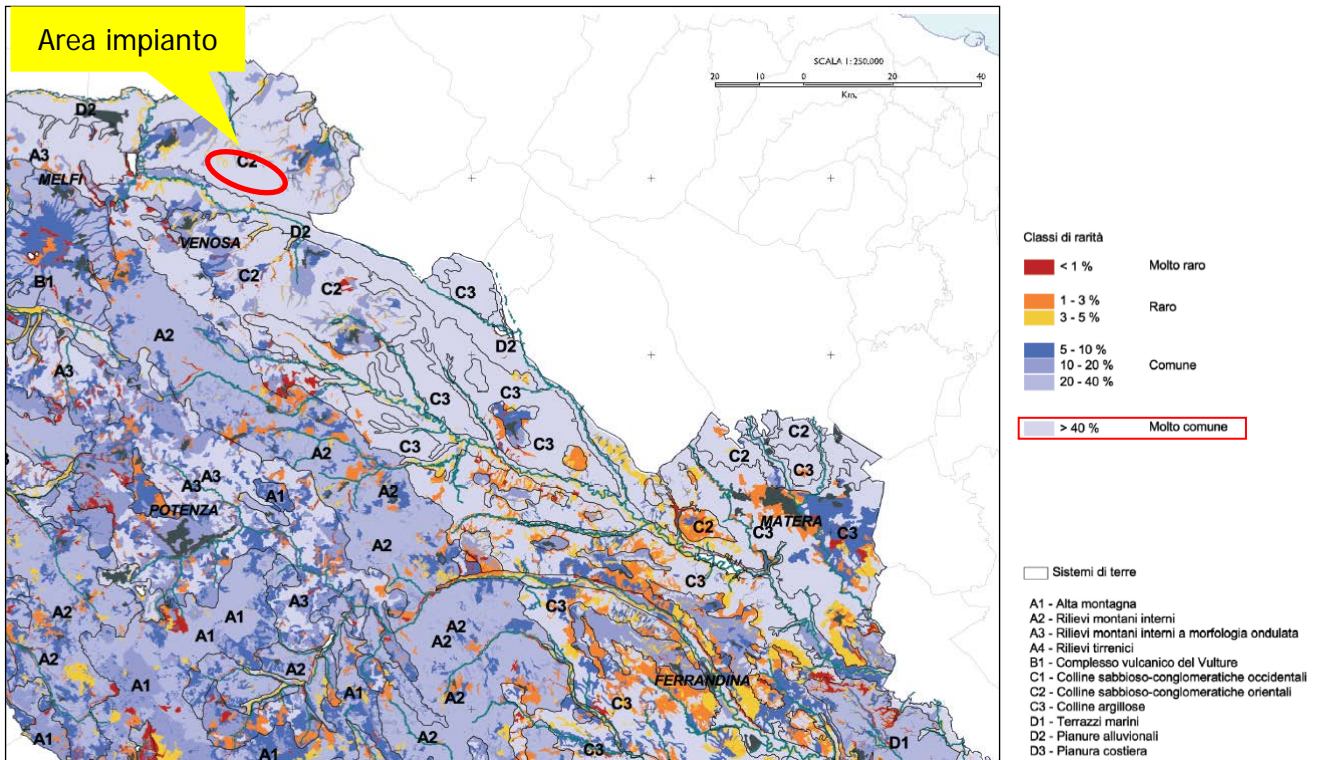 Area impianto
SCALA 1:250,000
20 10 0 20 40
Km.
D2
A3
C2
MELFI
D2
VENOSA
C2
C2
C3
B1
A2
D2
A3
C3
C3
C3
C3
A2
C2
C2
C3
A3
A3
A1
A2
POTENZA
A2
C2
MATERA
C3
C3
C3
A3
C3
A2
A1
A1
A2
A2
A2
A2
A1
A1
A2
FERRANDINA
C3
A1
A1
A2
C3
D1
Classi di rarità
< 1 % Molto raro
1 - 3 % Raro
3 - 5 %
5 - 10 %
10 - 20 % Comune
20 - 40 %
> 40 % Molto comune
Sistemi di terre
A1 - Alta montagna
A2 - Rilievi montani interni
A3 - Rilievi montani interni a morfologia ondulata
A4 - Rilievi tirrenici
B1 - Complesso vulcanico del Vulture
C1 - Colline sabbioso-conglomeratiche occidentali
C2 - Colline sabbioso-conglomeratiche orientali
C3 - Colline argillose
D1 - Terrazzi marini
D2 - Pianure alluvionali
D3 - Pianura costiera